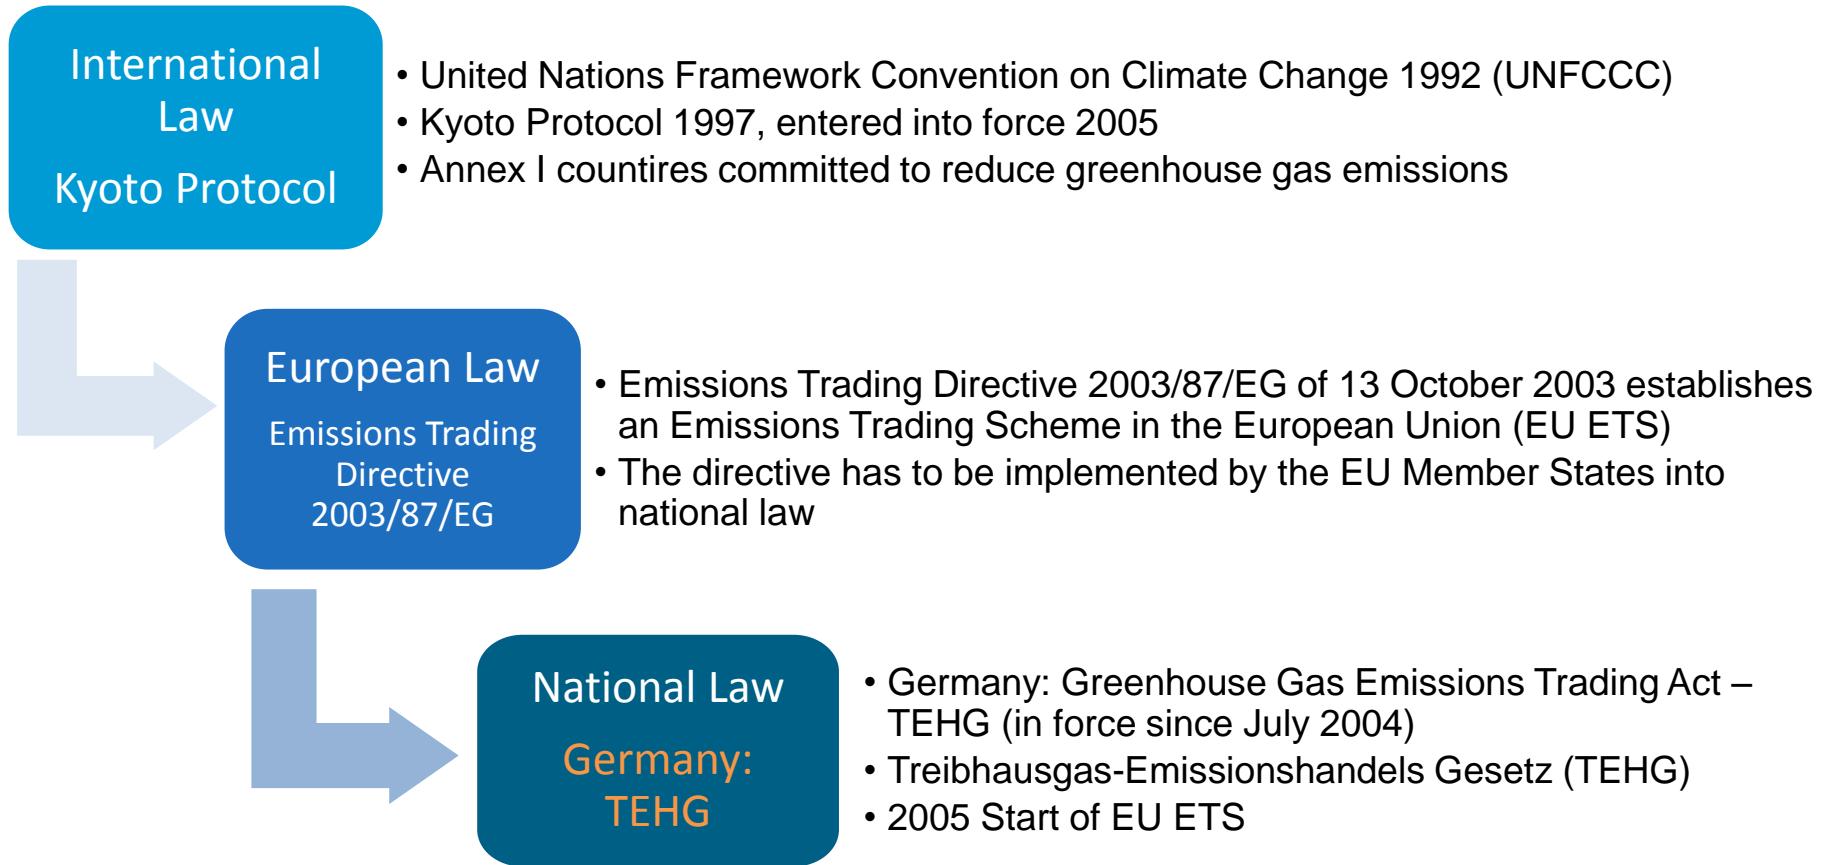 International
Law
Kyoto Protocol
• United Nations Framework Convention on Climate Change 1992 (UNFCCC)
• Kyoto Protocol 1997, entered into force 2005
• Annex I countires committed to reduce greenhouse gas emissions
European Law
Emissions Trading
Directive
2003/87/EG
• Emissions Trading Directive 2003/87/EG of 13 October 2003 establishes
an Emissions Trading Scheme in the European Union (EU ETS)
• The directive has to be implemented by the EU Member States into
national law
National Law
Germany:
TEHG
• Germany: Greenhouse Gas Emissions Trading Act –
TEHG (in force since July 2004)
• Treibhausgas-Emissionshandels Gesetz (TEHG)
• 2005 Start of EU ETS